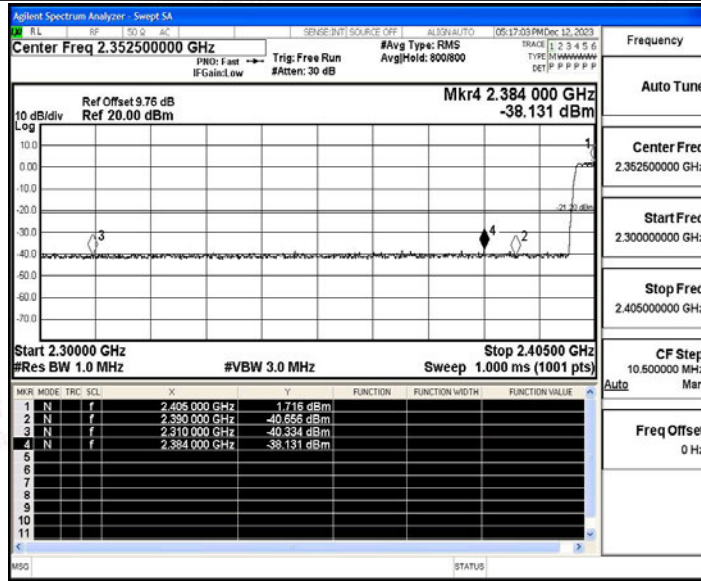 Agilent Spectrum Analyzer - Swept SA
RL RF 50 Ω AC SENSE:INT SOURCE OFF ALIGNAUTO 05:17:03 PM Dec 12, 2023
Center Freq 2.352500000 GHz
PNO: Fast
IFGain:Low
Trig: Free Run
#Atten: 30 dB
#Avg Type: RMS
Avg|Hold: 800/800
TRACE 1 2 3 4 5 6
TYPE M
DET P P P P P P
Frequency
Ref Offset 9.76 dB
Ref 20.00 dBm
10 dB/div
Log
Mkr4 2.384 000 GHz
-38.131 dBm
10.0
0.00
-10.0
-20.0
-30.0
-40.0
-50.0
-60.0
-70.0
1
-21.20 dBm
3
4
2
Start 2.30000 GHz
Stop 2.40500 GHz
#Res BW 1.0 MHz
#VBW 3.0 MHz
Sweep 1.000 ms (1001 pts)
MKR MODE TRC SCL X Y FUNCTION FUNCTION WIDTH FUNCTION VALUE
1 N f 2.405 000 GHz 1.716 dBm
2 N f 2.390 000 GHz -40.656 dBm
3 N f 2.310 000 GHz -40.334 dBm
4 N f 2.384 000 GHz -38.131 dBm
5
6
7
8
9
10
11
MSG
STATUS
Auto Tune
Center Freq
2.352500000 GHz
Start Freq
2.300000000 GHz
Stop Freq
2.405000000 GHz
CF Step
10.500000 MHz
Auto Man
Freq Offset
0 Hz